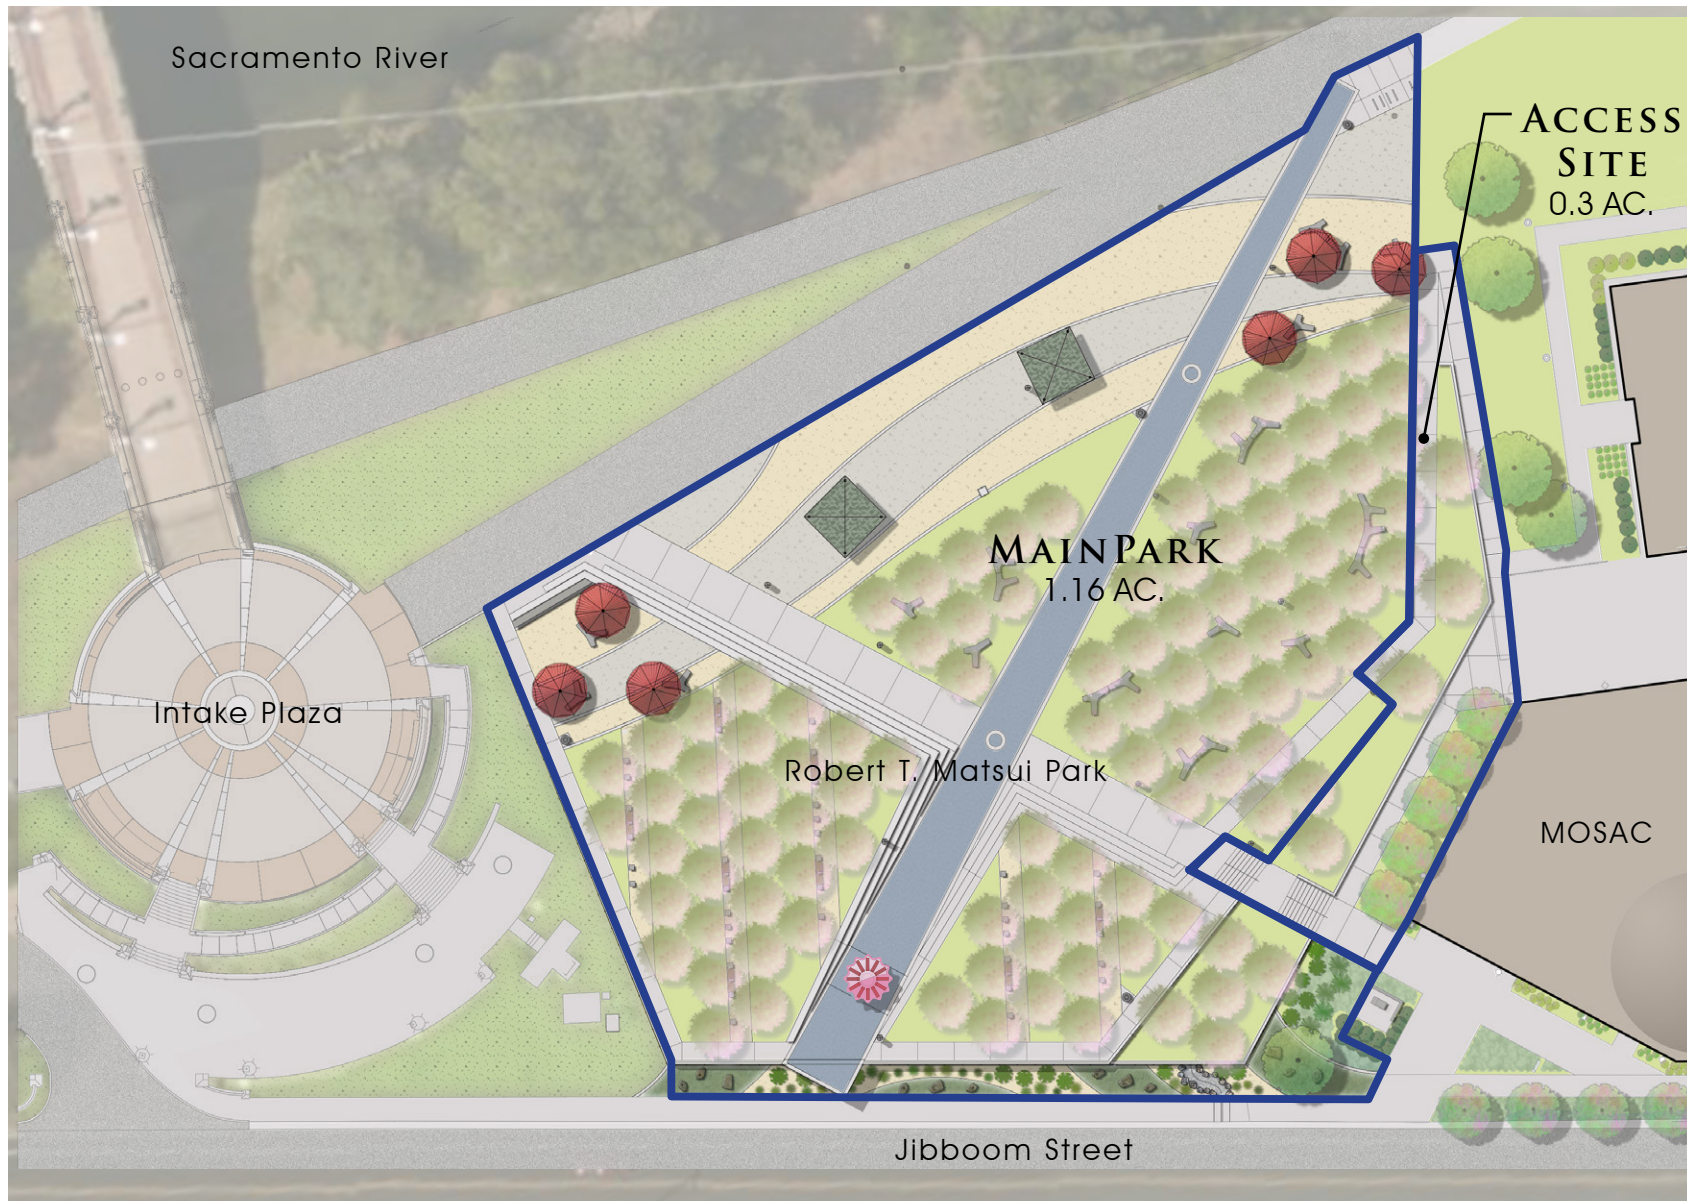 Sacramento River
ACCESS
SITE
0.3 AC.
MAIN PARK
1.16 AC.
Intake Plaza
Robert T. Matsui Park
MOSAC
Jibboom Street